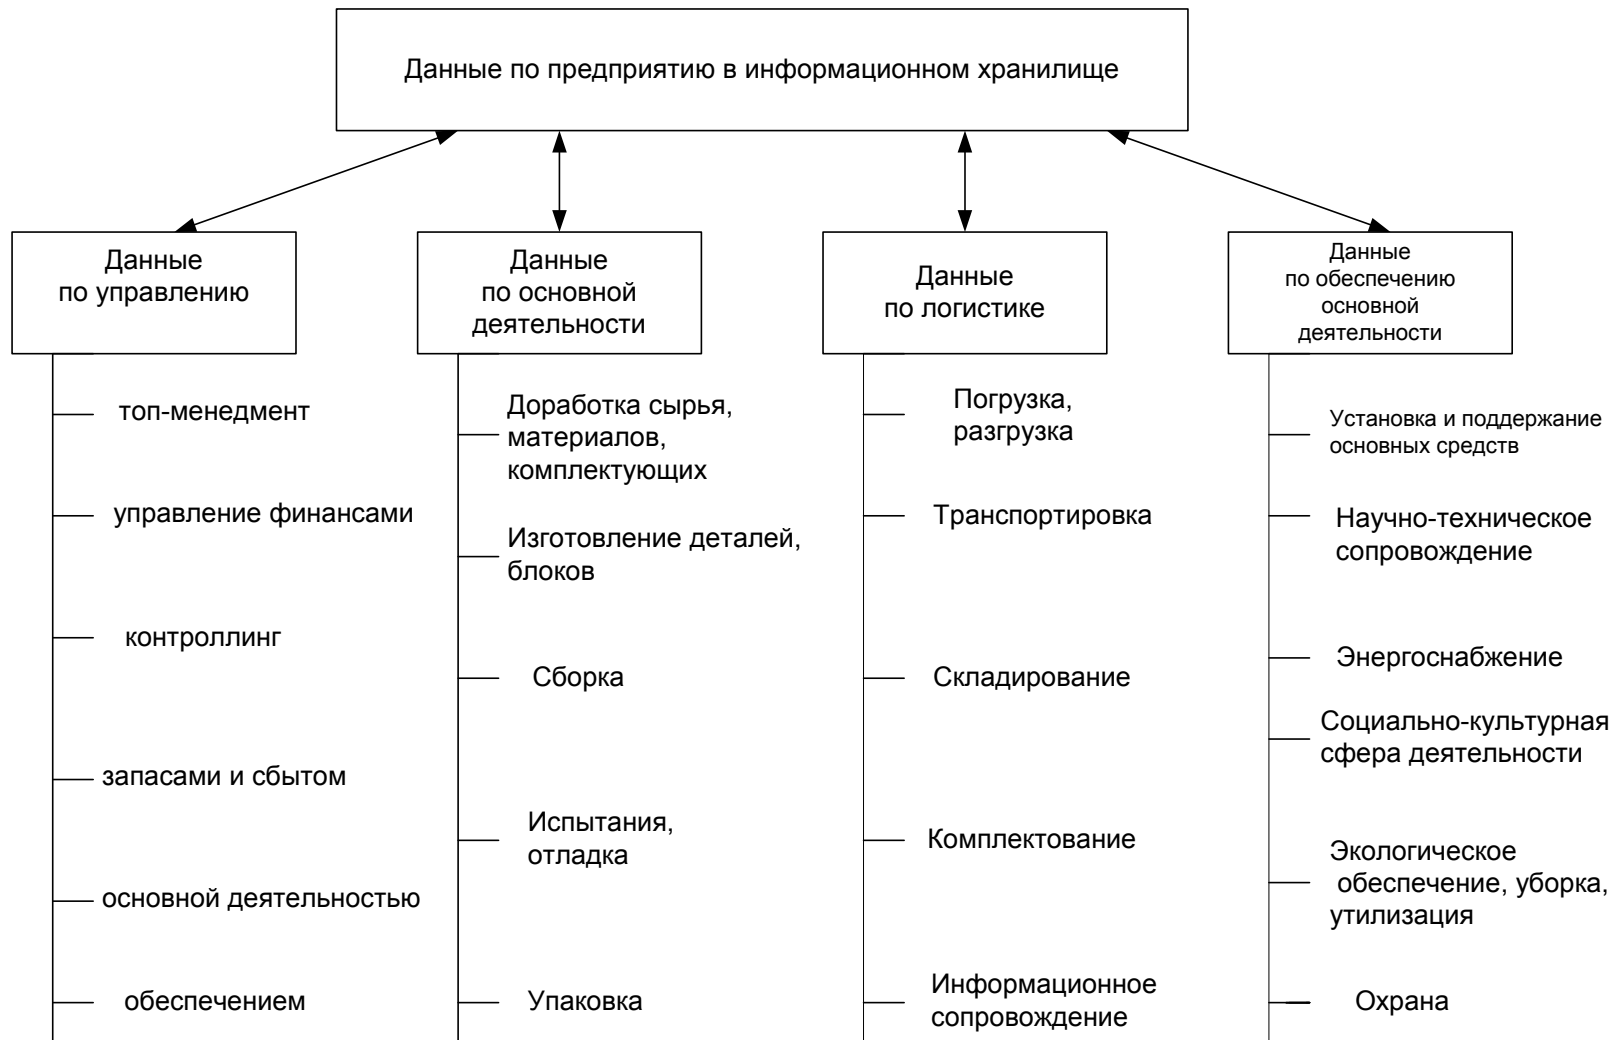 Данные по предприятию в информационном хранилище
Данные
по управлению
топ-менедмент
управление финансами
контроллинг
запасами и сбытом
основной деятельностью
обеспечением
Данные
по основной
деятельности
Доработка сырья,
материалов,
комплектующих
Изготовление деталей,
блоков
Сборка
Испытания,
отладка
Упаковка
Данные
по логистике
Погрузка,
разгрузка
Транспортировка
Складирование
Комплектование
Информационное
сопровождение
Данные
по обеспечению
основной
деятельности
Установка и поддержание
основных средств
Научно-техническое
сопровождение
Энергоснабжение
Социально-культурная
сфера деятельности
Экологическое
обеспечение, уборка,
утилизация
Охрана